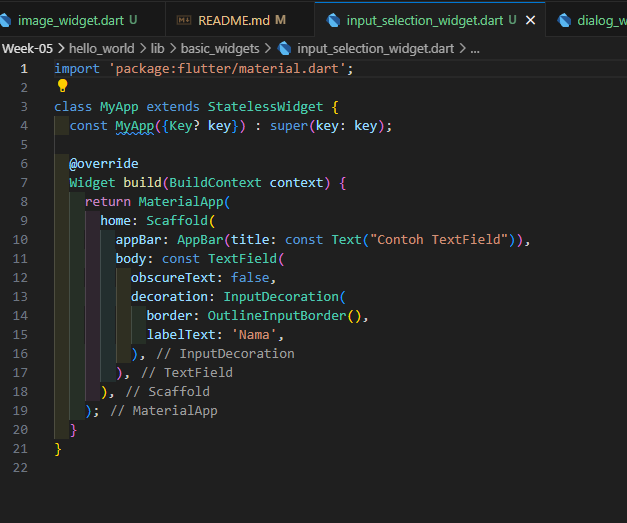 image_widget.dart U README.md M input_selection_widget.dart U dialog_w
Week-05 > hello_world > lib > basic_widgets > input_selection_widget.dart > ...
1 import 'package:flutter/material.dart';
2
3 class MyApp extends StatelessWidget {
4 const MyApp({Key? key}) : super(key: key);
5
6 @override
7 Widget build(BuildContext context) {
8 return MaterialApp(
9 home: Scaffold(
10 appBar: AppBar(title: const Text("Contoh TextField")),
11 body: const TextField(
12 obscureText: false,
13 decoration: InputDecoration(
14 border: OutlineInputBorder(),
15 labelText: 'Nama',
16 ), // InputDecoration
17 ), // TextField
18 ), // Scaffold
19 ); // MaterialApp
20 }
21 }
22